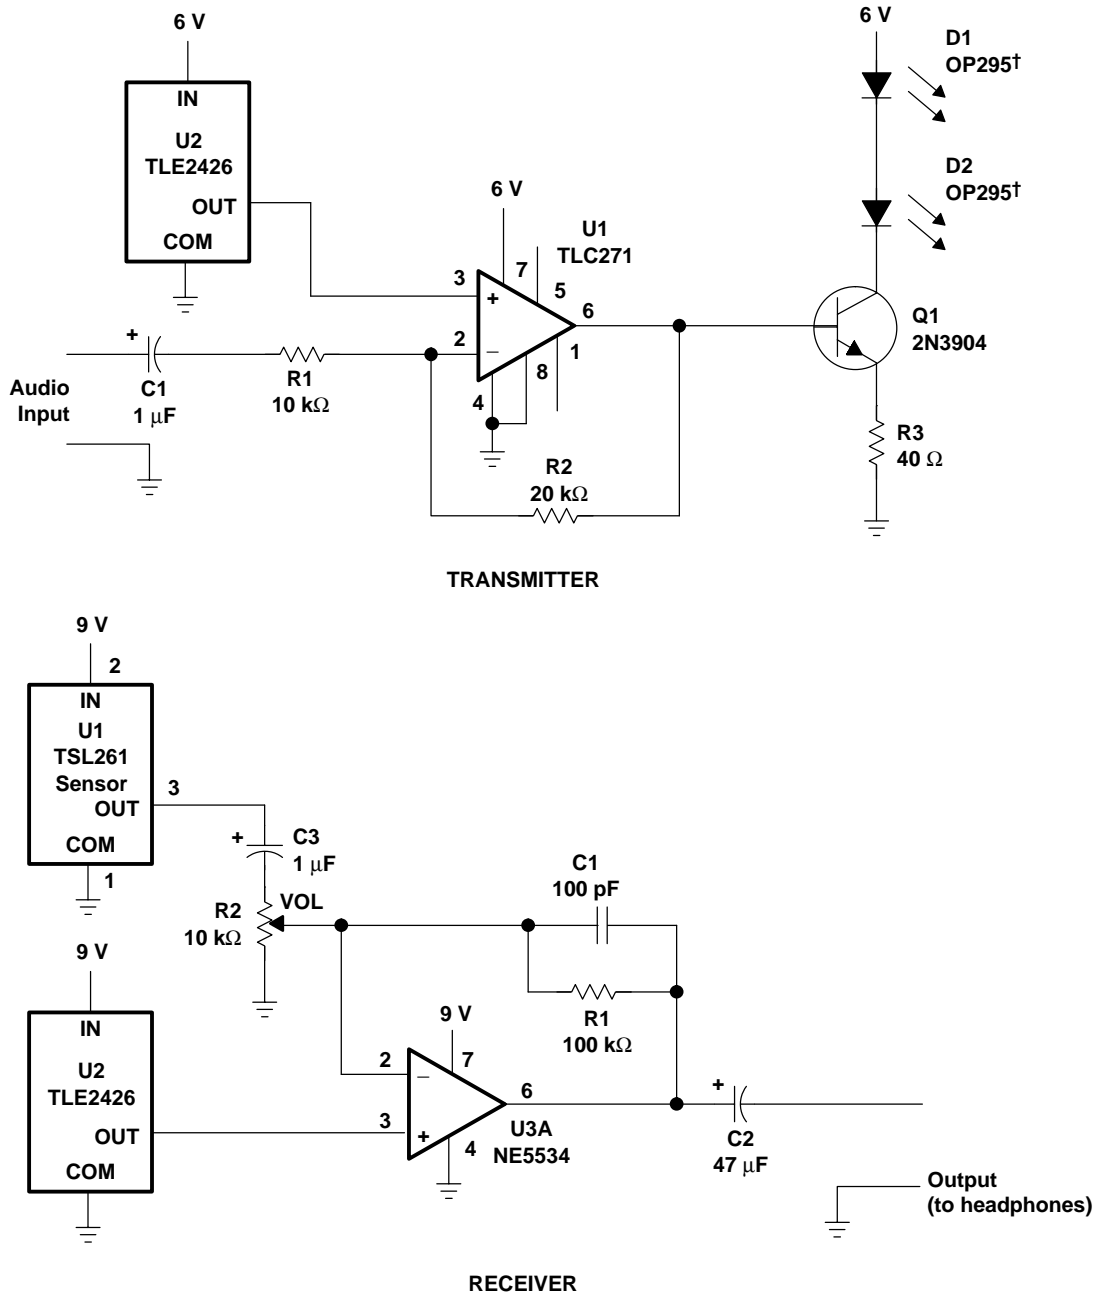 6 V
IN
U2
TLE2426
OUT
COM
6 V
U1
TLC271
3
7
5
+
6
2
−
8
1
4
+
C1
1 μF
R1
10 kΩ
Audio
Input
R2
20 kΩ
6 V
D1
OP295†
D2
OP295†
Q1
2N3904
R3
40 Ω
TRANSMITTER
9 V
2
IN
U1
TSL261
Sensor
3
OUT
COM
1
+
C3
1 μF
R2
10 kΩ
VOL
C1
100 pF
R1
100 kΩ
9 V
IN
U2
TLE2426
OUT
COM
9 V
2
7
−
6
3
+
4
U3A
NE5534
+
C2
47 μF
Output
(to headphones)
RECEIVER